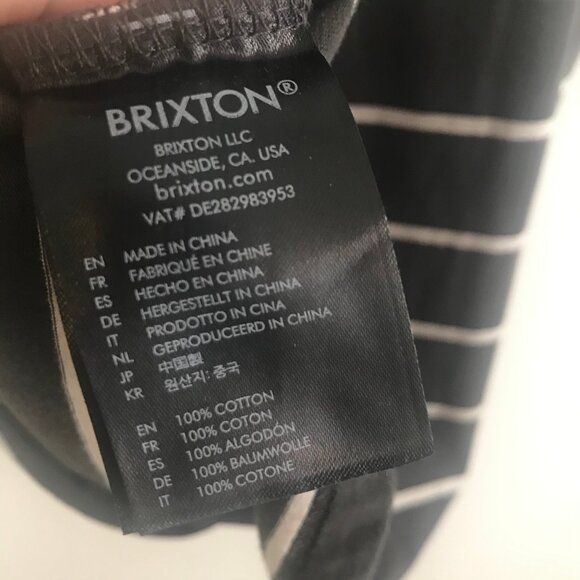 BRIXTON®
BRIXTON LLC
OCEANSIDE, CA. USA
brixton.com
VAT# DE282983953
EN MADE IN CHINA
FR FABRIQUÉ EN CHINE
ES HECHO EN CHINA
DE HERGESTELLT IN CHINA
IT PRODOTTO IN CINA
NL GEPRODUCEERD IN CHINA
JP 中国製
KR 원산지: 중국
EN 100% COTTON
FR 100% COTON
ES 100% ALGODÓN
DE 100% BAUMWOLLE
IT 100% COTONE